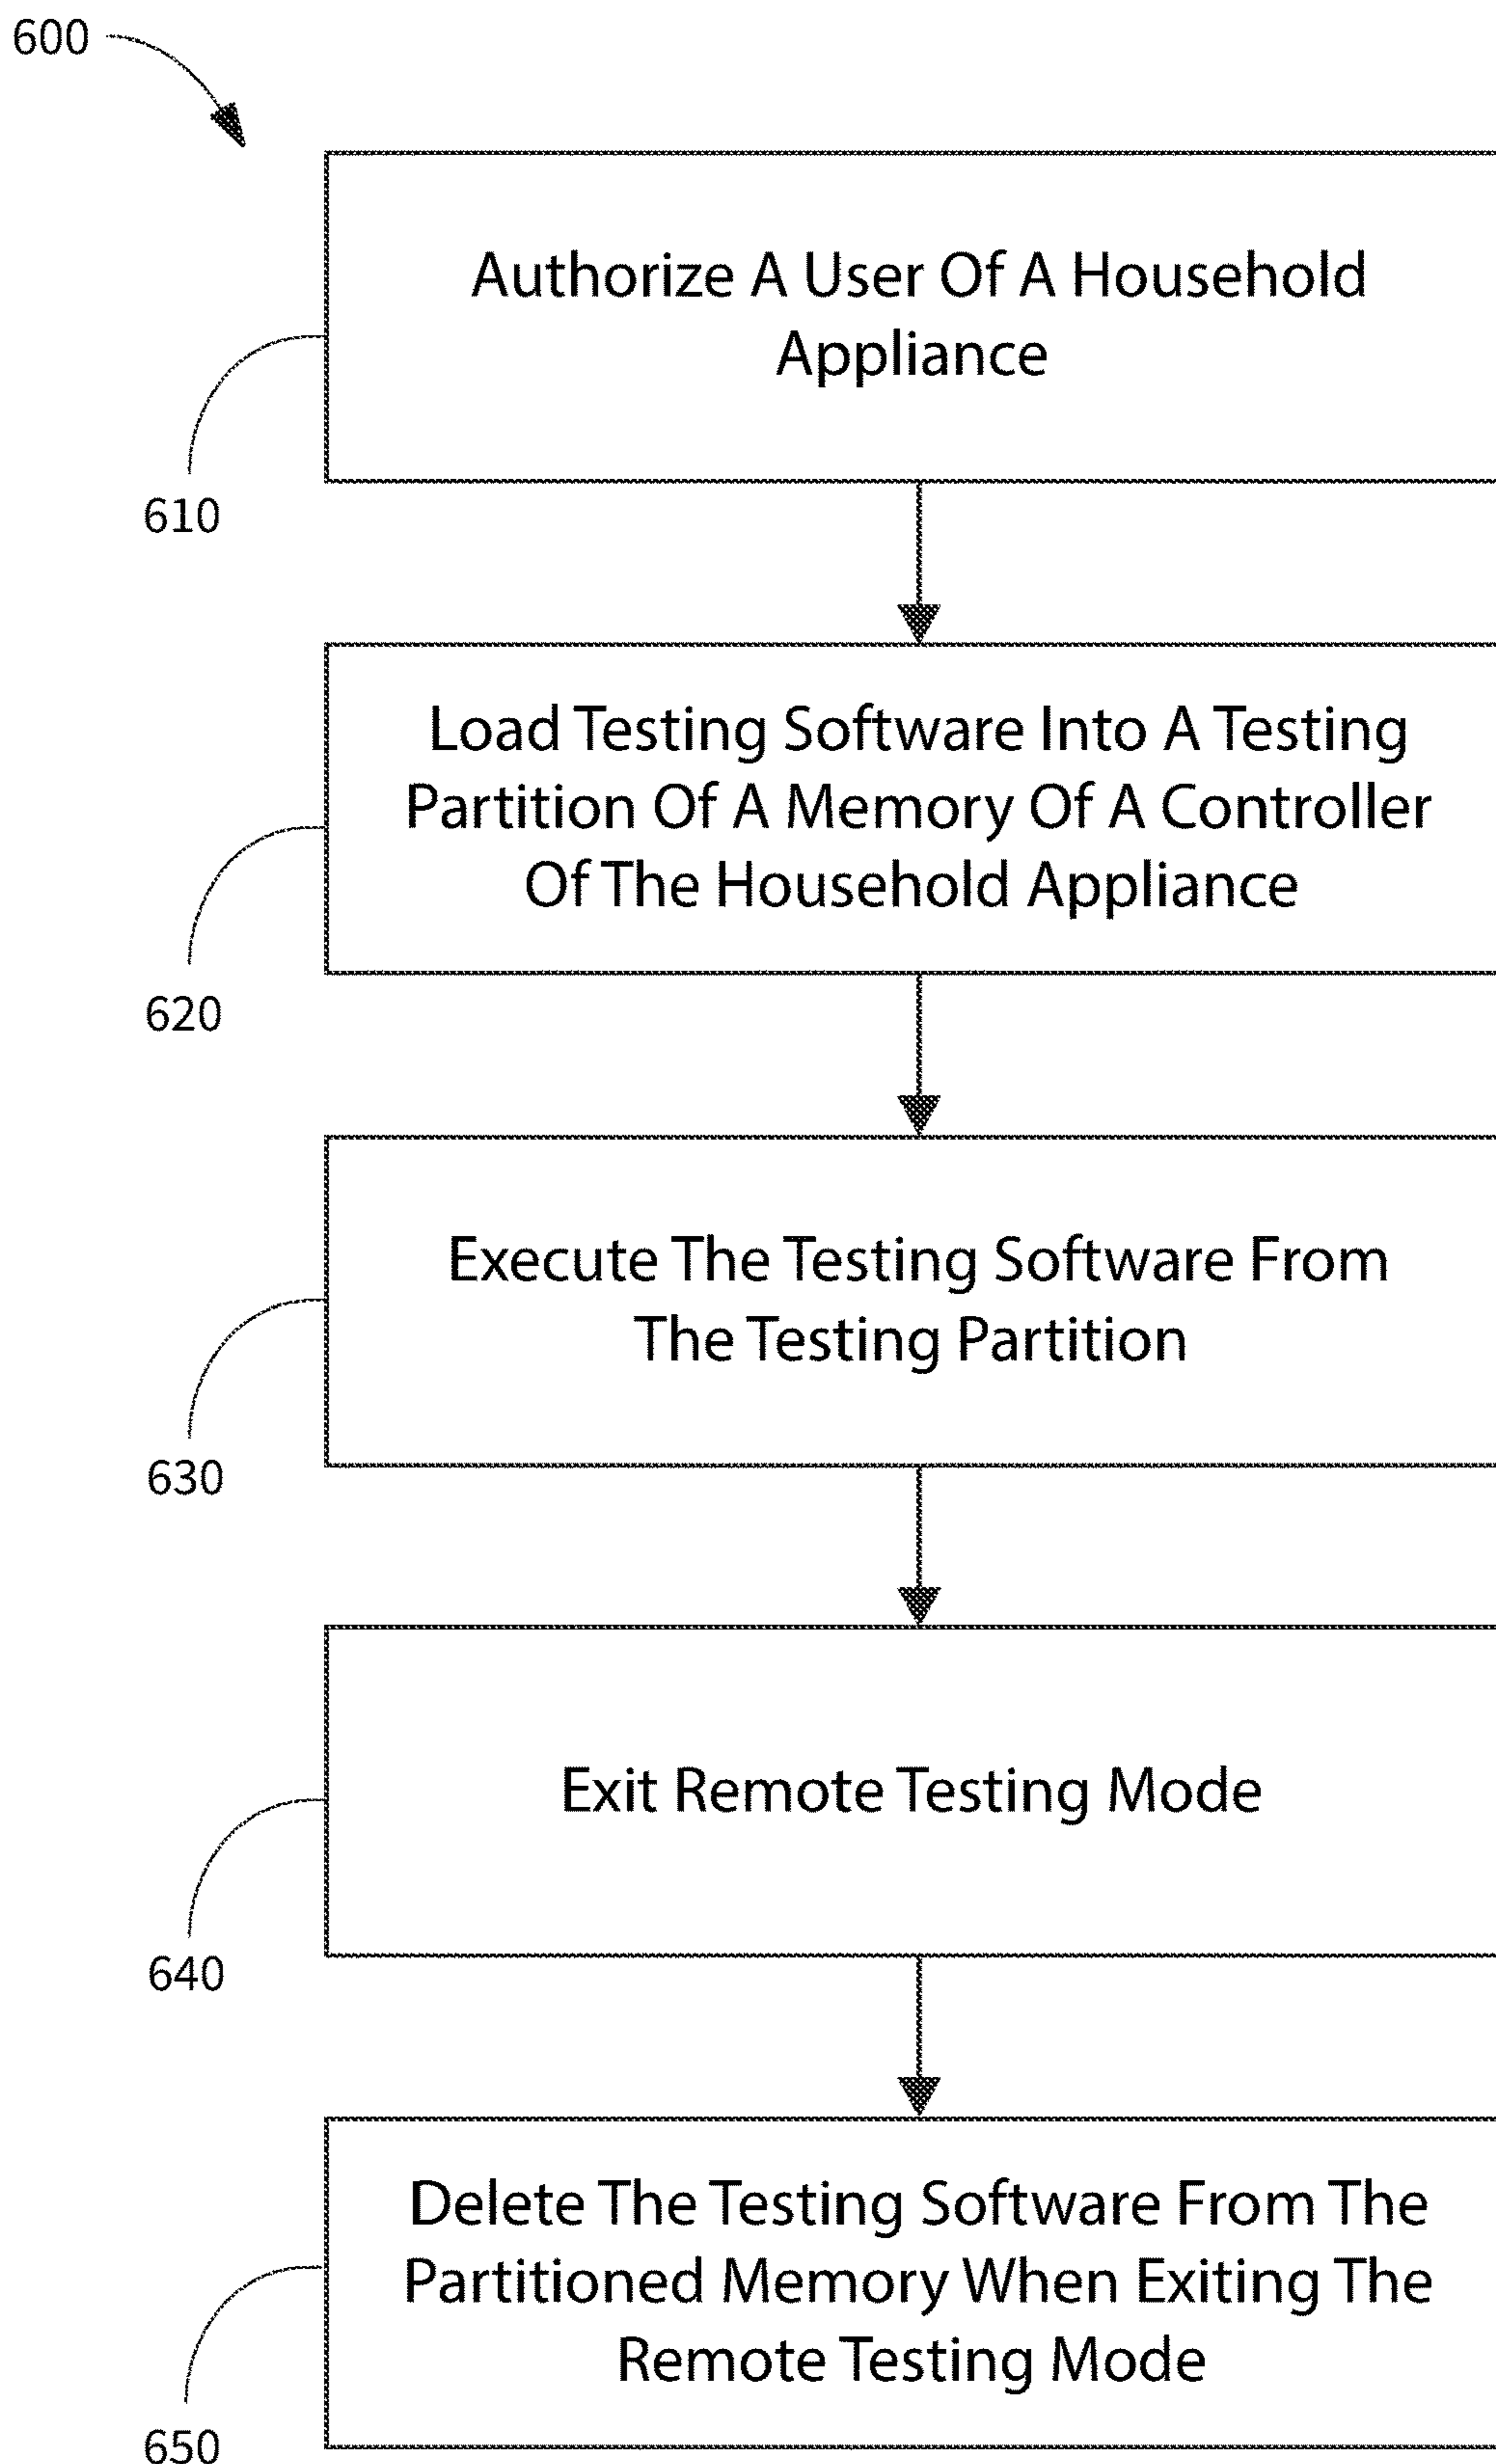 600
Authorize A User Of A Household
Appliance
610
Load Testing Software Into A Testing
Partition Of A Memory Of A Controller
Of The Household Appliance
620
Execute The Testing Software From
The Testing Partition
630
Exit Remote Testing Mode
640
Delete The Testing Software From The
Partitioned Memory When Exiting The
Remote Testing Mode
650